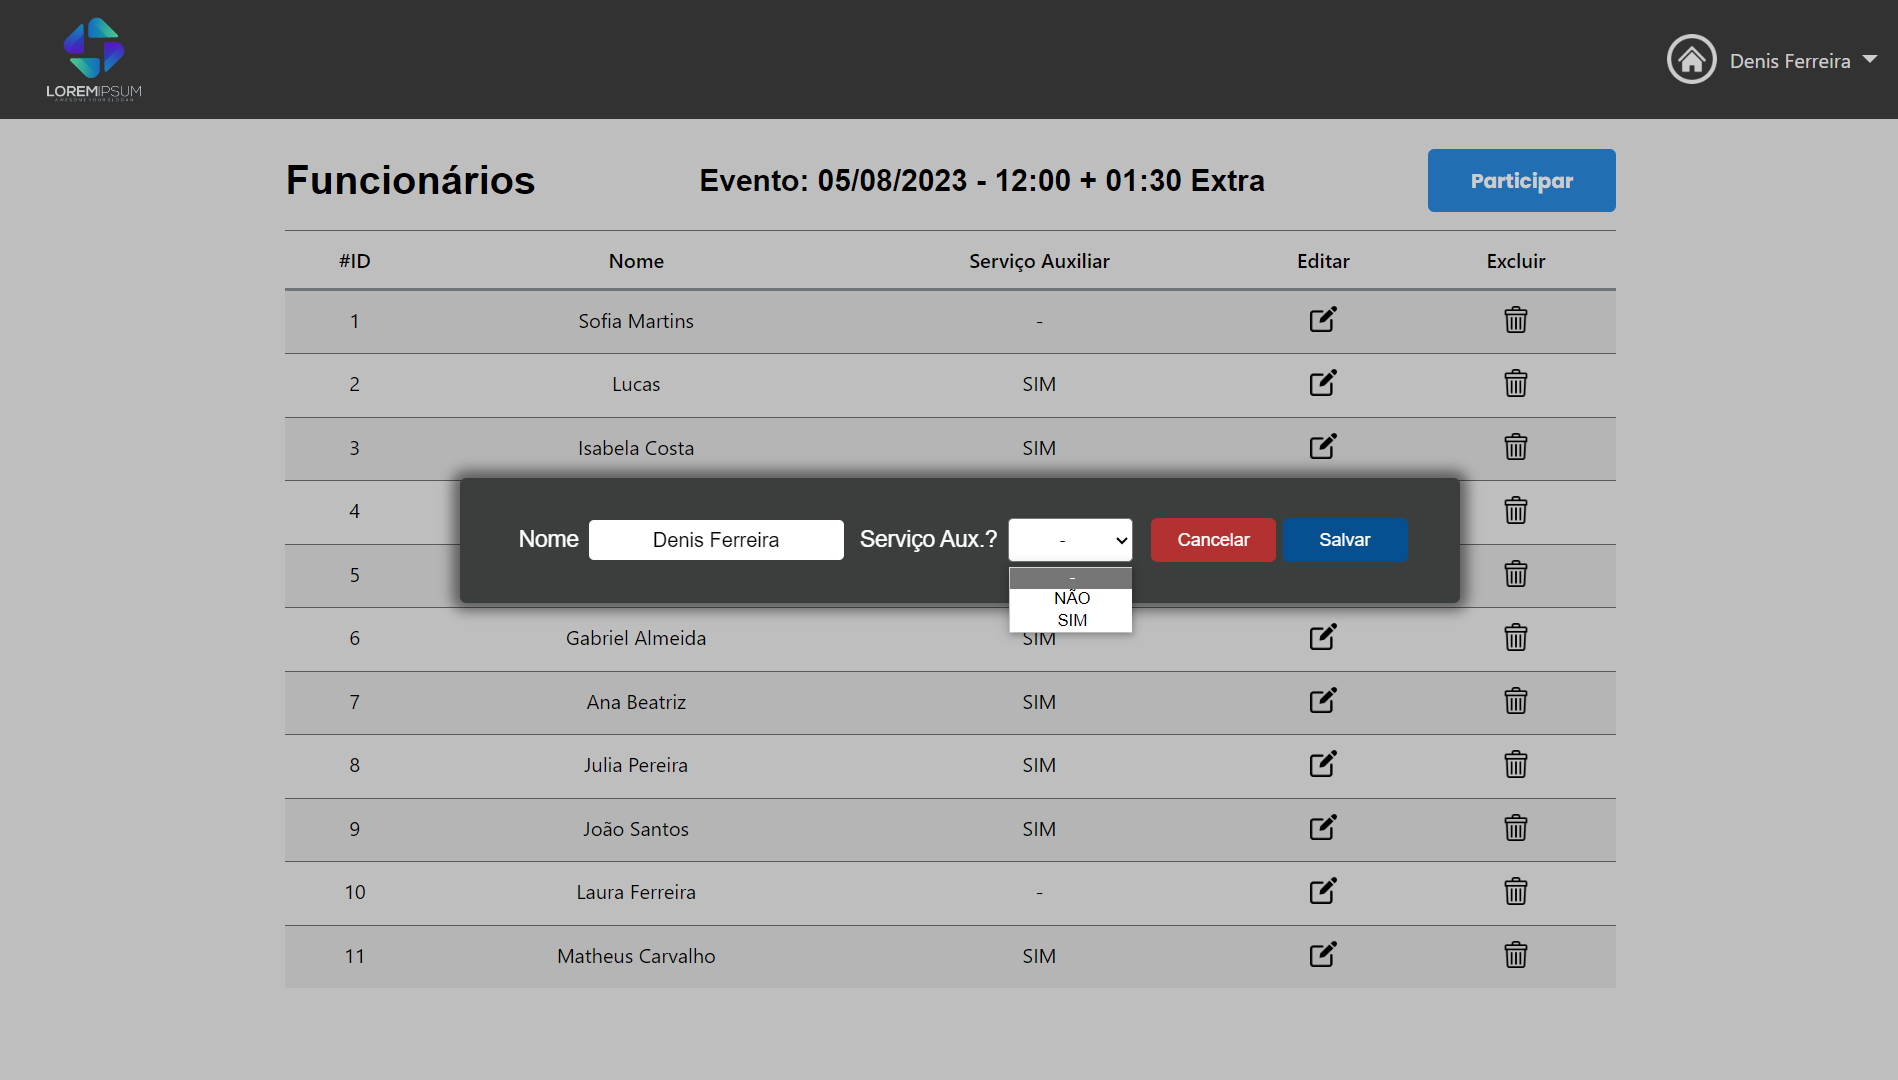 LOREMIPSUM
Denis Ferreira
Funcionários
Evento: 05/08/2023 - 12:00 + 01:30 Extra
Participar
#ID Nome Serviço Auxiliar Editar Excluir
1 Sofia Martins -
2 Lucas SIM
3 Isabela Costa SIM
4
Nome Denis Ferreira Serviço Aux.? - Cancelar Salvar
5
-
NÃO
SIM
6 Gabriel Almeida SIM
7 Ana Beatriz SIM
8 Julia Pereira SIM
9 João Santos SIM
10 Laura Ferreira -
11 Matheus Carvalho SIM